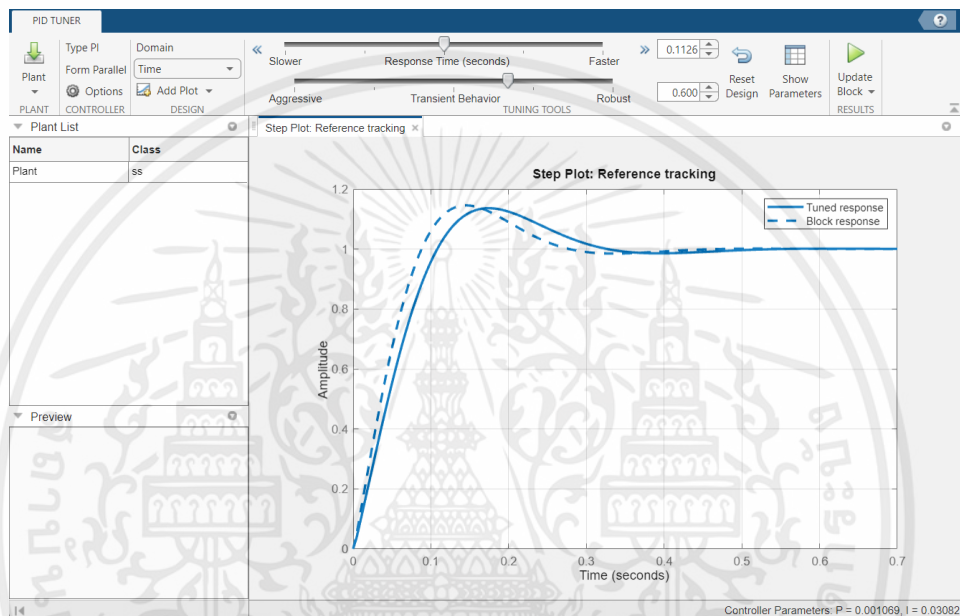 PID TUNER
?
Plant
PLANT
Type PI
Form Parallel
Options
CONTROLLER
Domain
Time
Add Plot
DESIGN
Slower
Response Time (seconds)
Faster
0.1126
Aggressive
Transient Behavior
Robust
0.600
TUNING TOOLS
Reset
Design
Show
Parameters
Update
Block
RESULTS
Plant List
Name Class
Plant ss
Preview
Step Plot: Reference tracking
Step Plot: Reference tracking
Tuned response
Block response
Amplitude
1.2
1
0.8
0.6
0.4
0.2
0
0 0.1 0.2 0.3 0.4 0.5 0.6 0.7
Time (seconds)
Controller Parameters: P = 0.001069, I = 0.03082